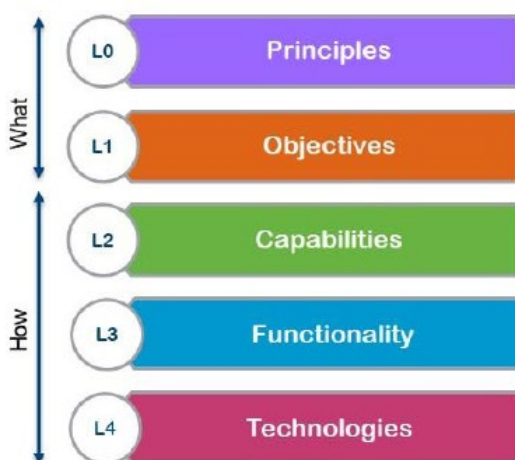 What
L0
Principles
L1
Objectives
How
L2
Capabilities
L3
Functionality
L4
Technologies